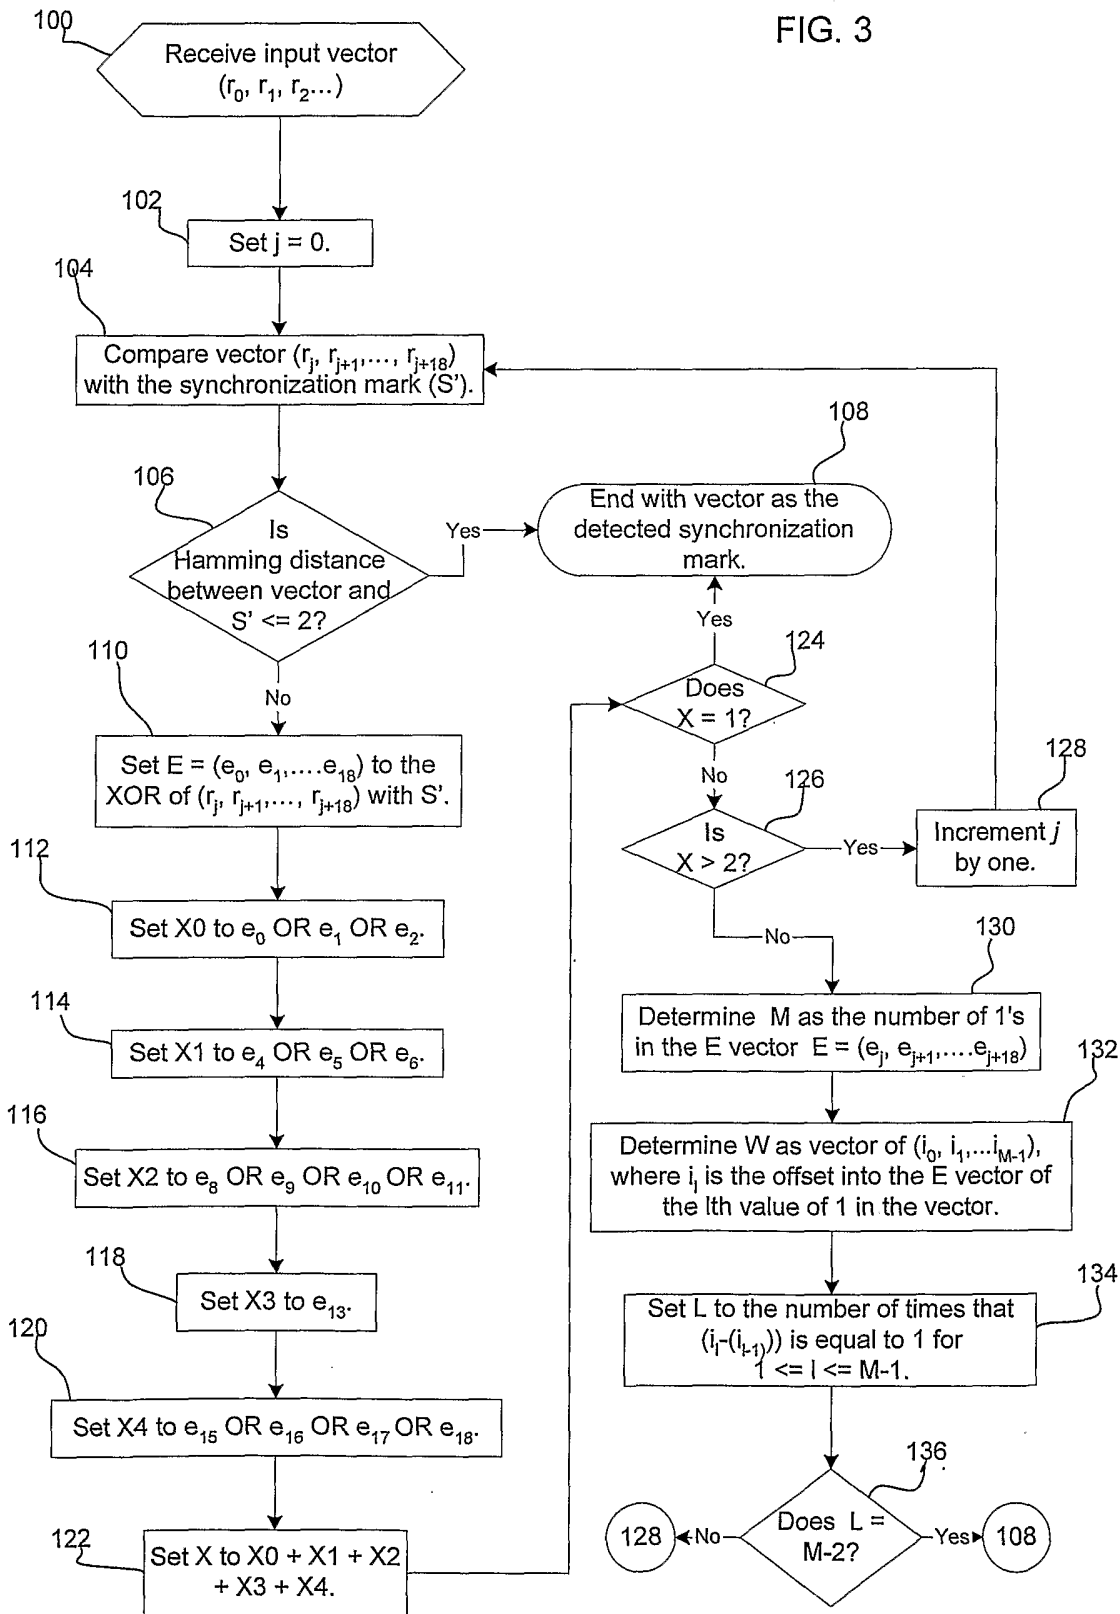 FIG. 3
100
Receive input vector
(r₀, r₁, r₂...)
102
Set j = 0.
104
Compare vector (rⱼ, rⱼ₊₁,..., rⱼ₊₁₈)
with the synchronization mark (S').
106
Is
Hamming distance
between vector and
S' <= 2?
Yes
No
108
End with vector as the
detected synchronization
mark.
110
Set E = (e₀, e₁,....e₁₈) to the
XOR of (rⱼ, rⱼ₊₁,..., rⱼ₊₁₈) with S'.
112
Set X0 to e₀ OR e₁ OR e₂.
114
Set X1 to e₄ OR e₅ OR e₆.
116
Set X2 to e₈ OR e₉ OR e₁₀ OR e₁₁.
118
Set X3 to e₁₃.
120
Set X4 to e₁₅ OR e₁₆ OR e₁₇ OR e₁₈.
122
Set X to X0 + X1 + X2
+ X3 + X4.
Yes
124
Does
X = 1?
No
126
Is
X > 2?
Yes
128
Increment j
by one.
No
130
Determine M as the number of 1's
in the E vector E = (eⱼ, eⱼ₊₁,....eⱼ₊₁₈)
132
Determine W as vector of (i₀, i₁,...i_M-1),
where i_l is the offset into the E vector of
the lth value of 1 in the vector.
134
Set L to the number of times that
(i_l-(i_l-1)) is equal to 1 for
1 <= l <= M-1.
136
Does L =
M-2?
No
128
Yes
108